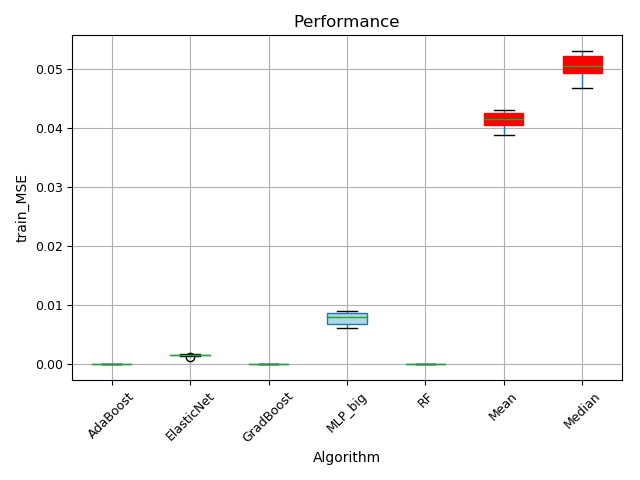 Performance
train_MSE
0.05
0.04
0.03
0.02
0.01
0.00
AdaBoost
ElasticNet
GradBoost
MLP_big
RF
Mean
Median
Algorithm